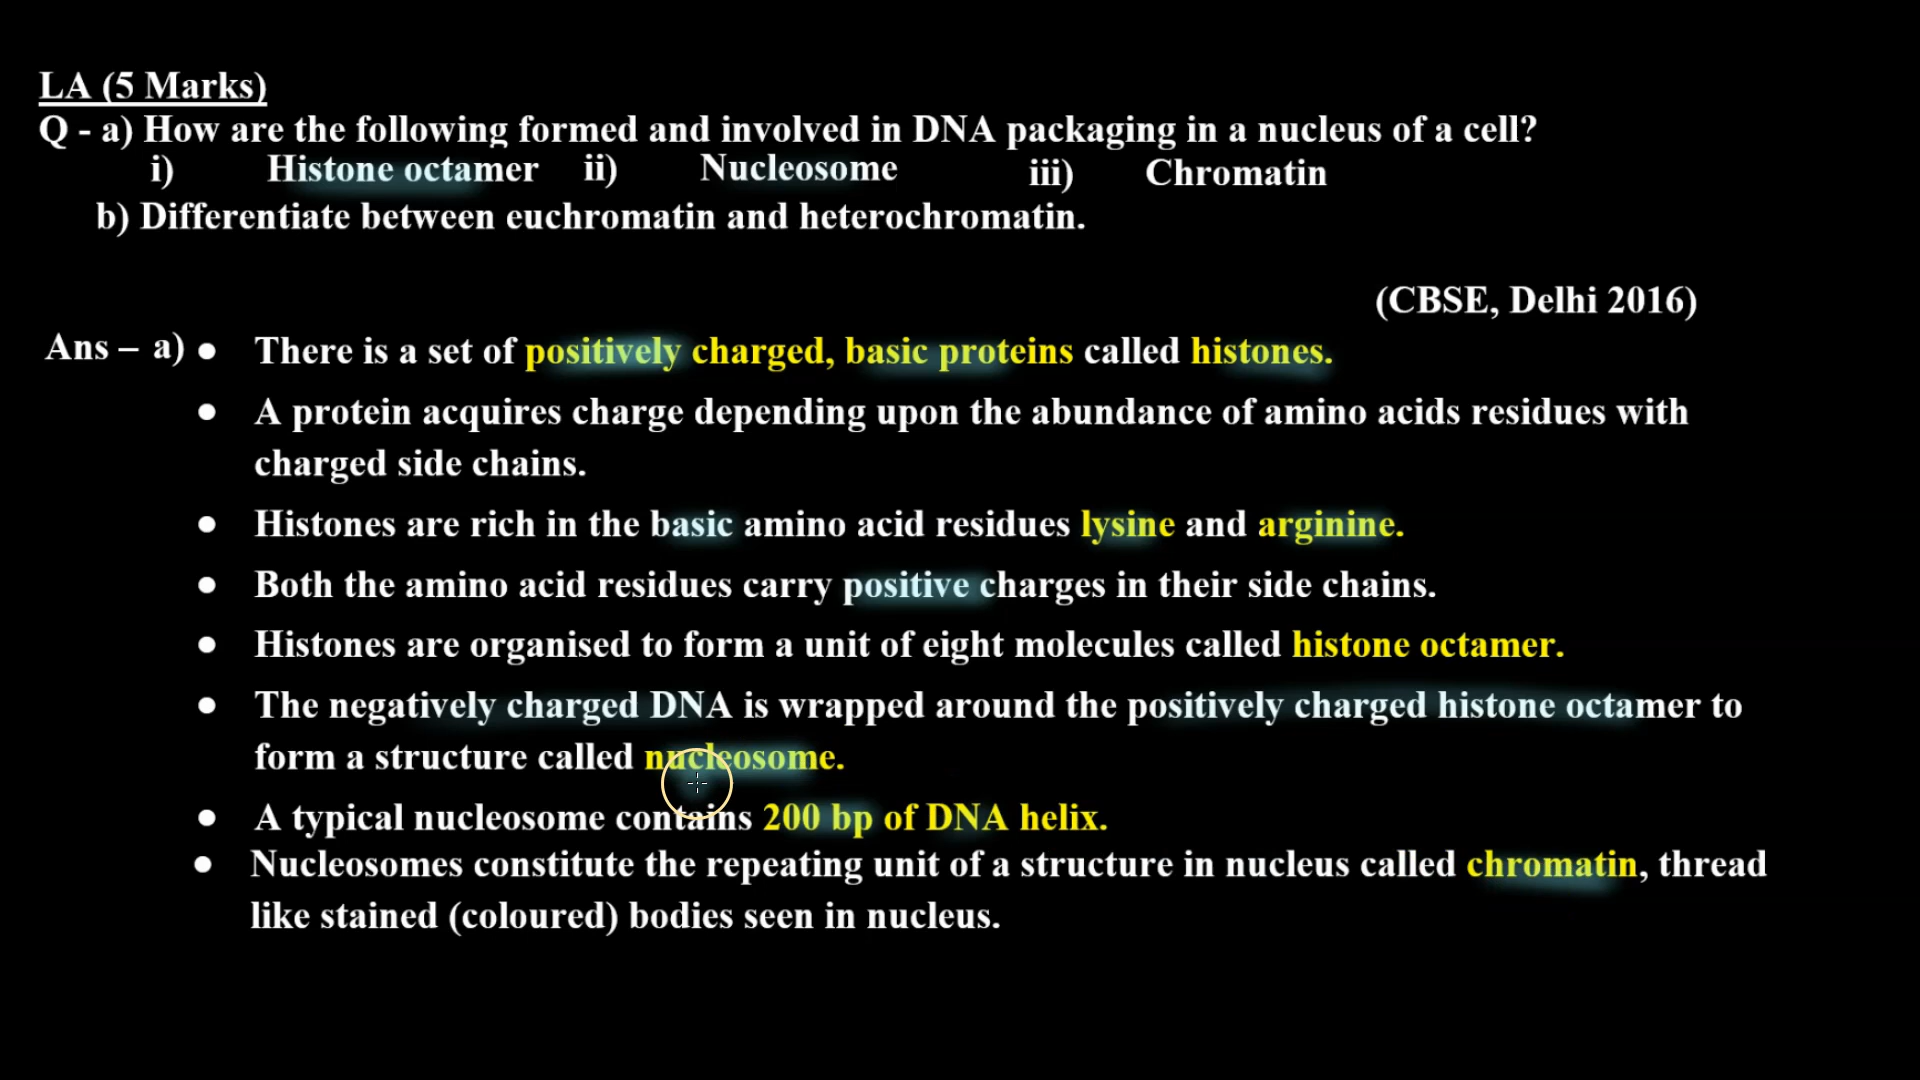 LA (5 Marks)
Q - a) How are the following formed and involved in DNA packaging in a nucleus of a cell?
i) Histone octamer ii) Nucleosome iii) Chromatin
b) Differentiate between euchromatin and heterochromatin.
(CBSE, Delhi 2016)
Ans – a) ● There is a set of positively charged, basic proteins called histones.
● A protein acquires charge depending upon the abundance of amino acids residues with
charged side chains.
● Histones are rich in the basic amino acid residues lysine and arginine.
● Both the amino acid residues carry positive charges in their side chains.
● Histones are organised to form a unit of eight molecules called histone octamer.
● The negatively charged DNA is wrapped around the positively charged histone octamer to
form a structure called nucleosome.
● A typical nucleosome contains 200 bp of DNA helix.
● Nucleosomes constitute the repeating unit of a structure in nucleus called chromatin, thread
like stained (coloured) bodies seen in nucleus.